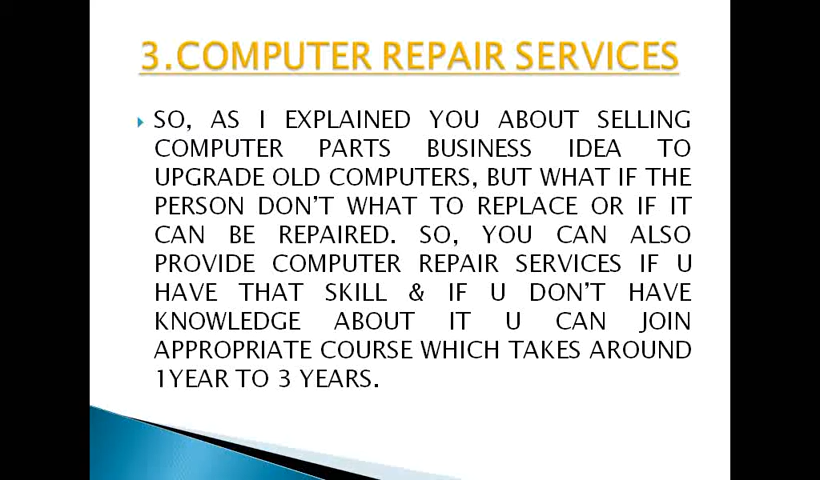 3.COMPUTER REPAIR SERVICES
SO, AS I EXPLAINED YOU ABOUT SELLING
COMPUTER PARTS BUSINESS IDEA TO
UPGRADE OLD COMPUTERS, BUT WHAT IF THE
PERSON DON'T WHAT TO REPLACE OR IF IT
CAN BE REPAIRED. SO, YOU CAN ALSO
PROVIDE COMPUTER REPAIR SERVICES IF U
HAVE THAT SKILL & IF U DON'T HAVE
KNOWLEDGE ABOUT IT U CAN JOIN
APPROPRIATE COURSE WHICH TAKES AROUND
1YEAR TO 3 YEARS.